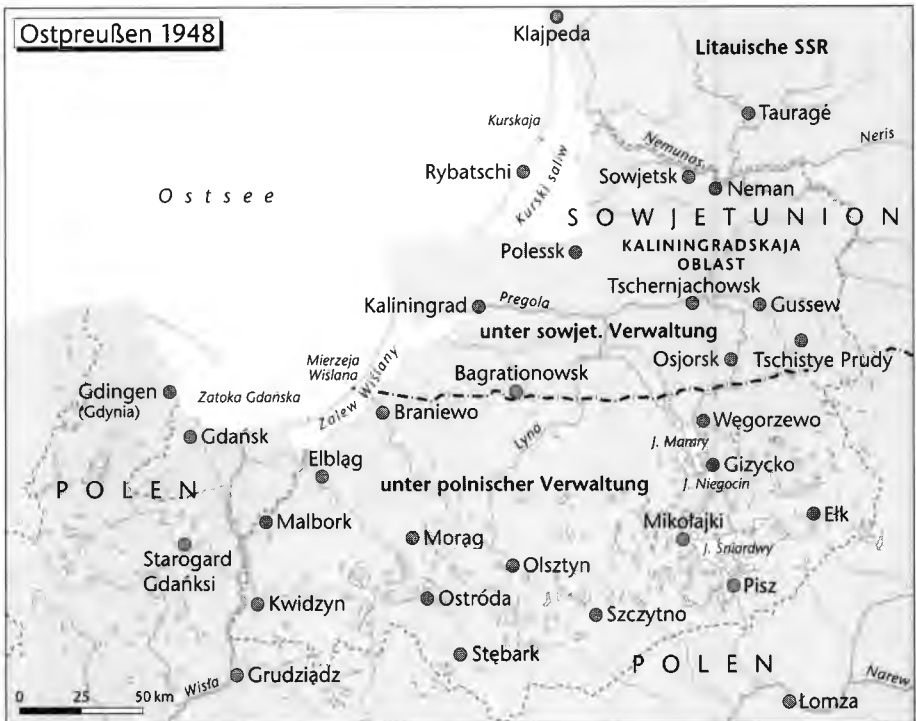 Ostpreußen 1948
Klajpeda
Litauische SSR
Tauragé
Kurskaja
Nemunas
Neris
Rybatschi
Kurski saliw
Sowjetsk
Neman
Ostsee
SOWJETUNION
Polessk
KALININGRADSKAJA
OBLAST
Tschernjachowsk
Kaliningrad
Pregola
Gussew
unter sowjet. Verwaltung
Mierzeja
Wislana
Zalew Wiślany
Osjorsk
Tschistye Prudy
Bagrationowsk
Gdingen
(Gdynia)
Zatoka Gdańska
Braniewo
Węgorzewo
Gdańsk
Łyna
J. Mamry
Elbląg
Gizycko
POLEN
unter polnischer Verwaltung
J. Niegocin
Malbork
Mikołajki
Ełk
Starogard
Gdańksi
Morąg
J. Śniardwy
Olsztyn
Pisz
Kwidzyn
Ostróda
Szczytno
Stębark
POLEN
Wisła
Grudziądz
Narew
0 25 50 km
Łomza